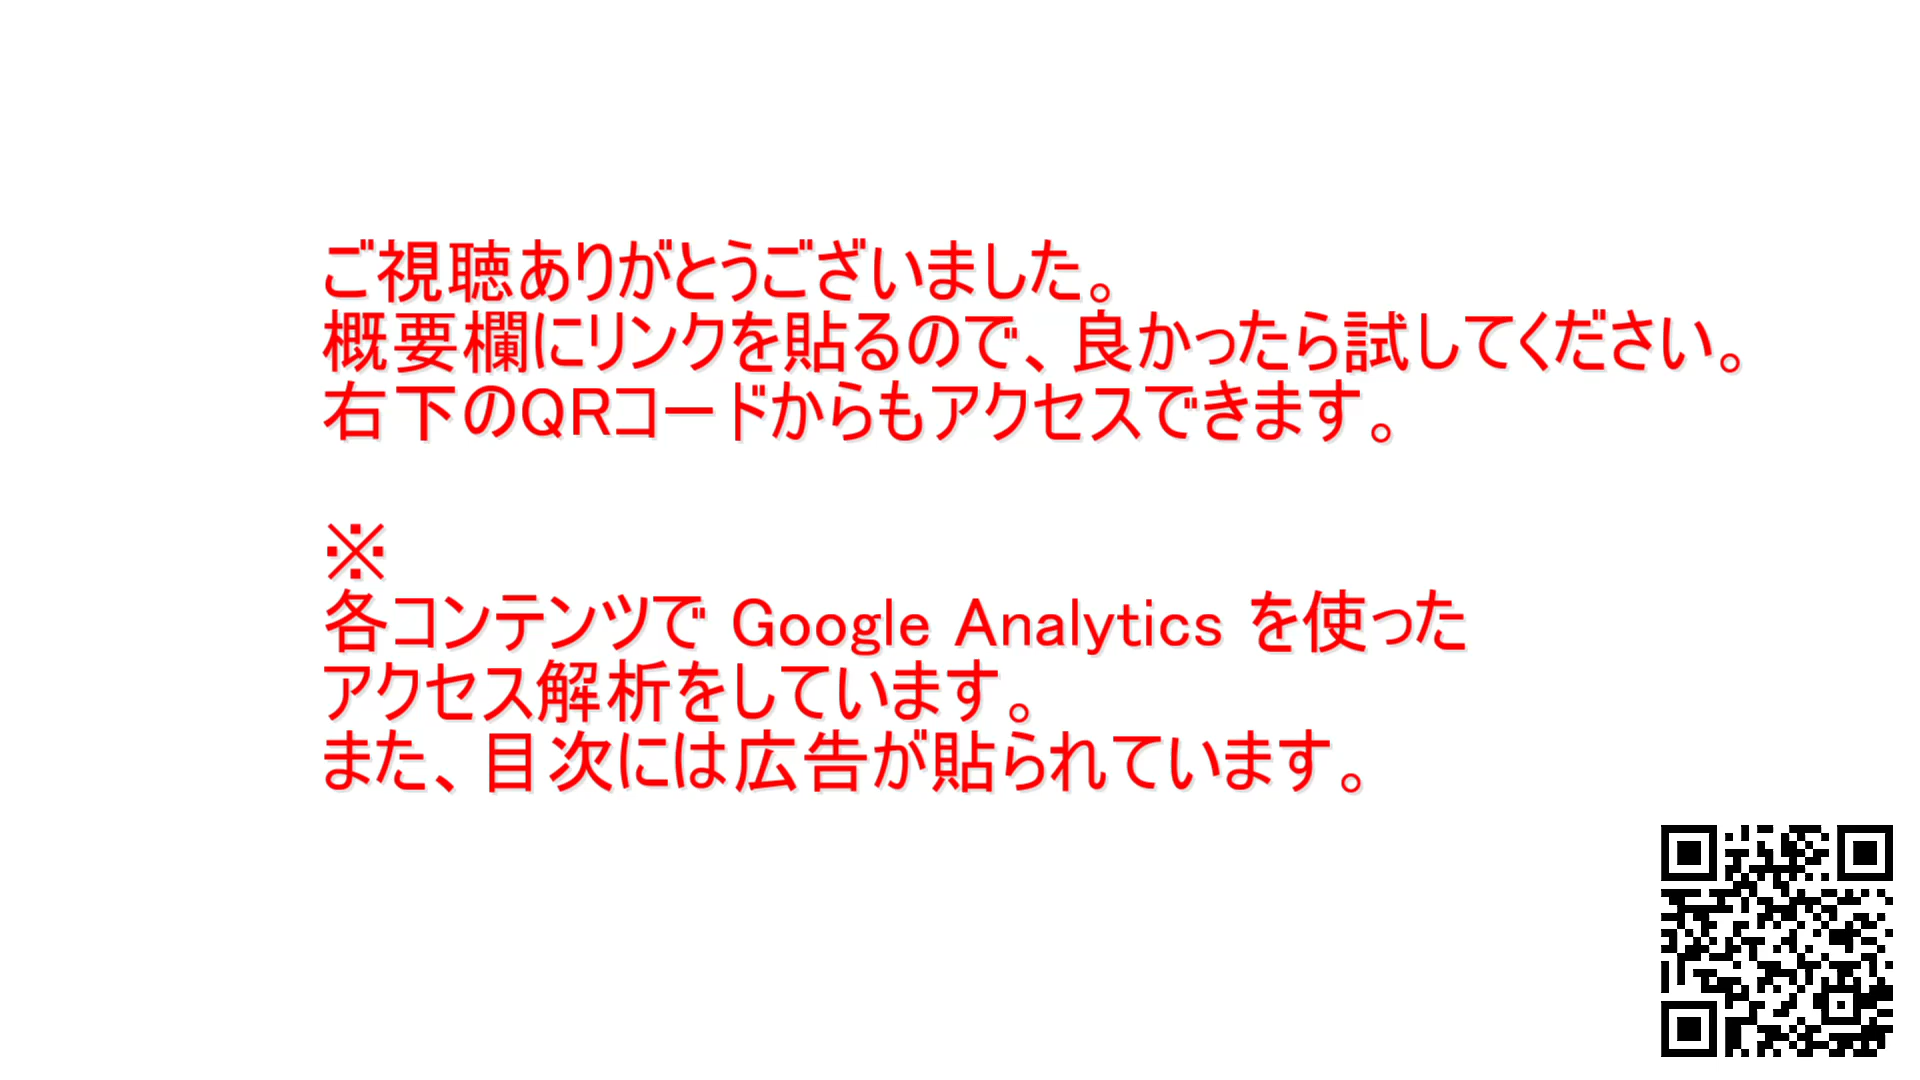 ご視聴ありがとうございました。
概要欄にリンクを貼るので、良かったら試してください。
右下のQRコードからもアクセスできます。
※
各コンテンツで Google Analytics を使った
アクセス解析をしています。
また、目次には広告が貼られています。